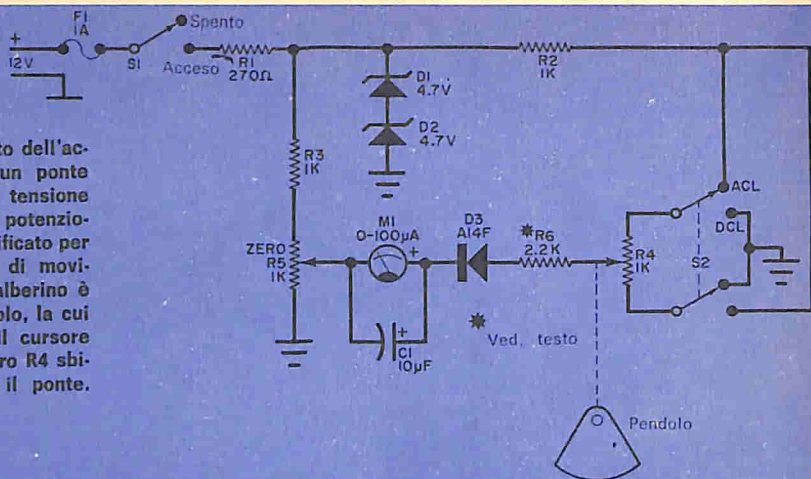 F1
1A
+
12V
S1
Spento
Acceso
R1
270Ω
D1
4.7V
D2
4.7V
R2
1K
R3
1K
ZERO
R5
1K
M1
0-100µA
+
+
C1
10µF
D3
A14F
*R6
2.2K
* Ved. testo
R4
1K
ACL
DCL
S2
Pendolo
to dell'ac-
un ponte
tensione
potenzio-
ificato per
di movi-
alberino è
olo, la cui
il cursore
ro R4 sbi-
il ponte.